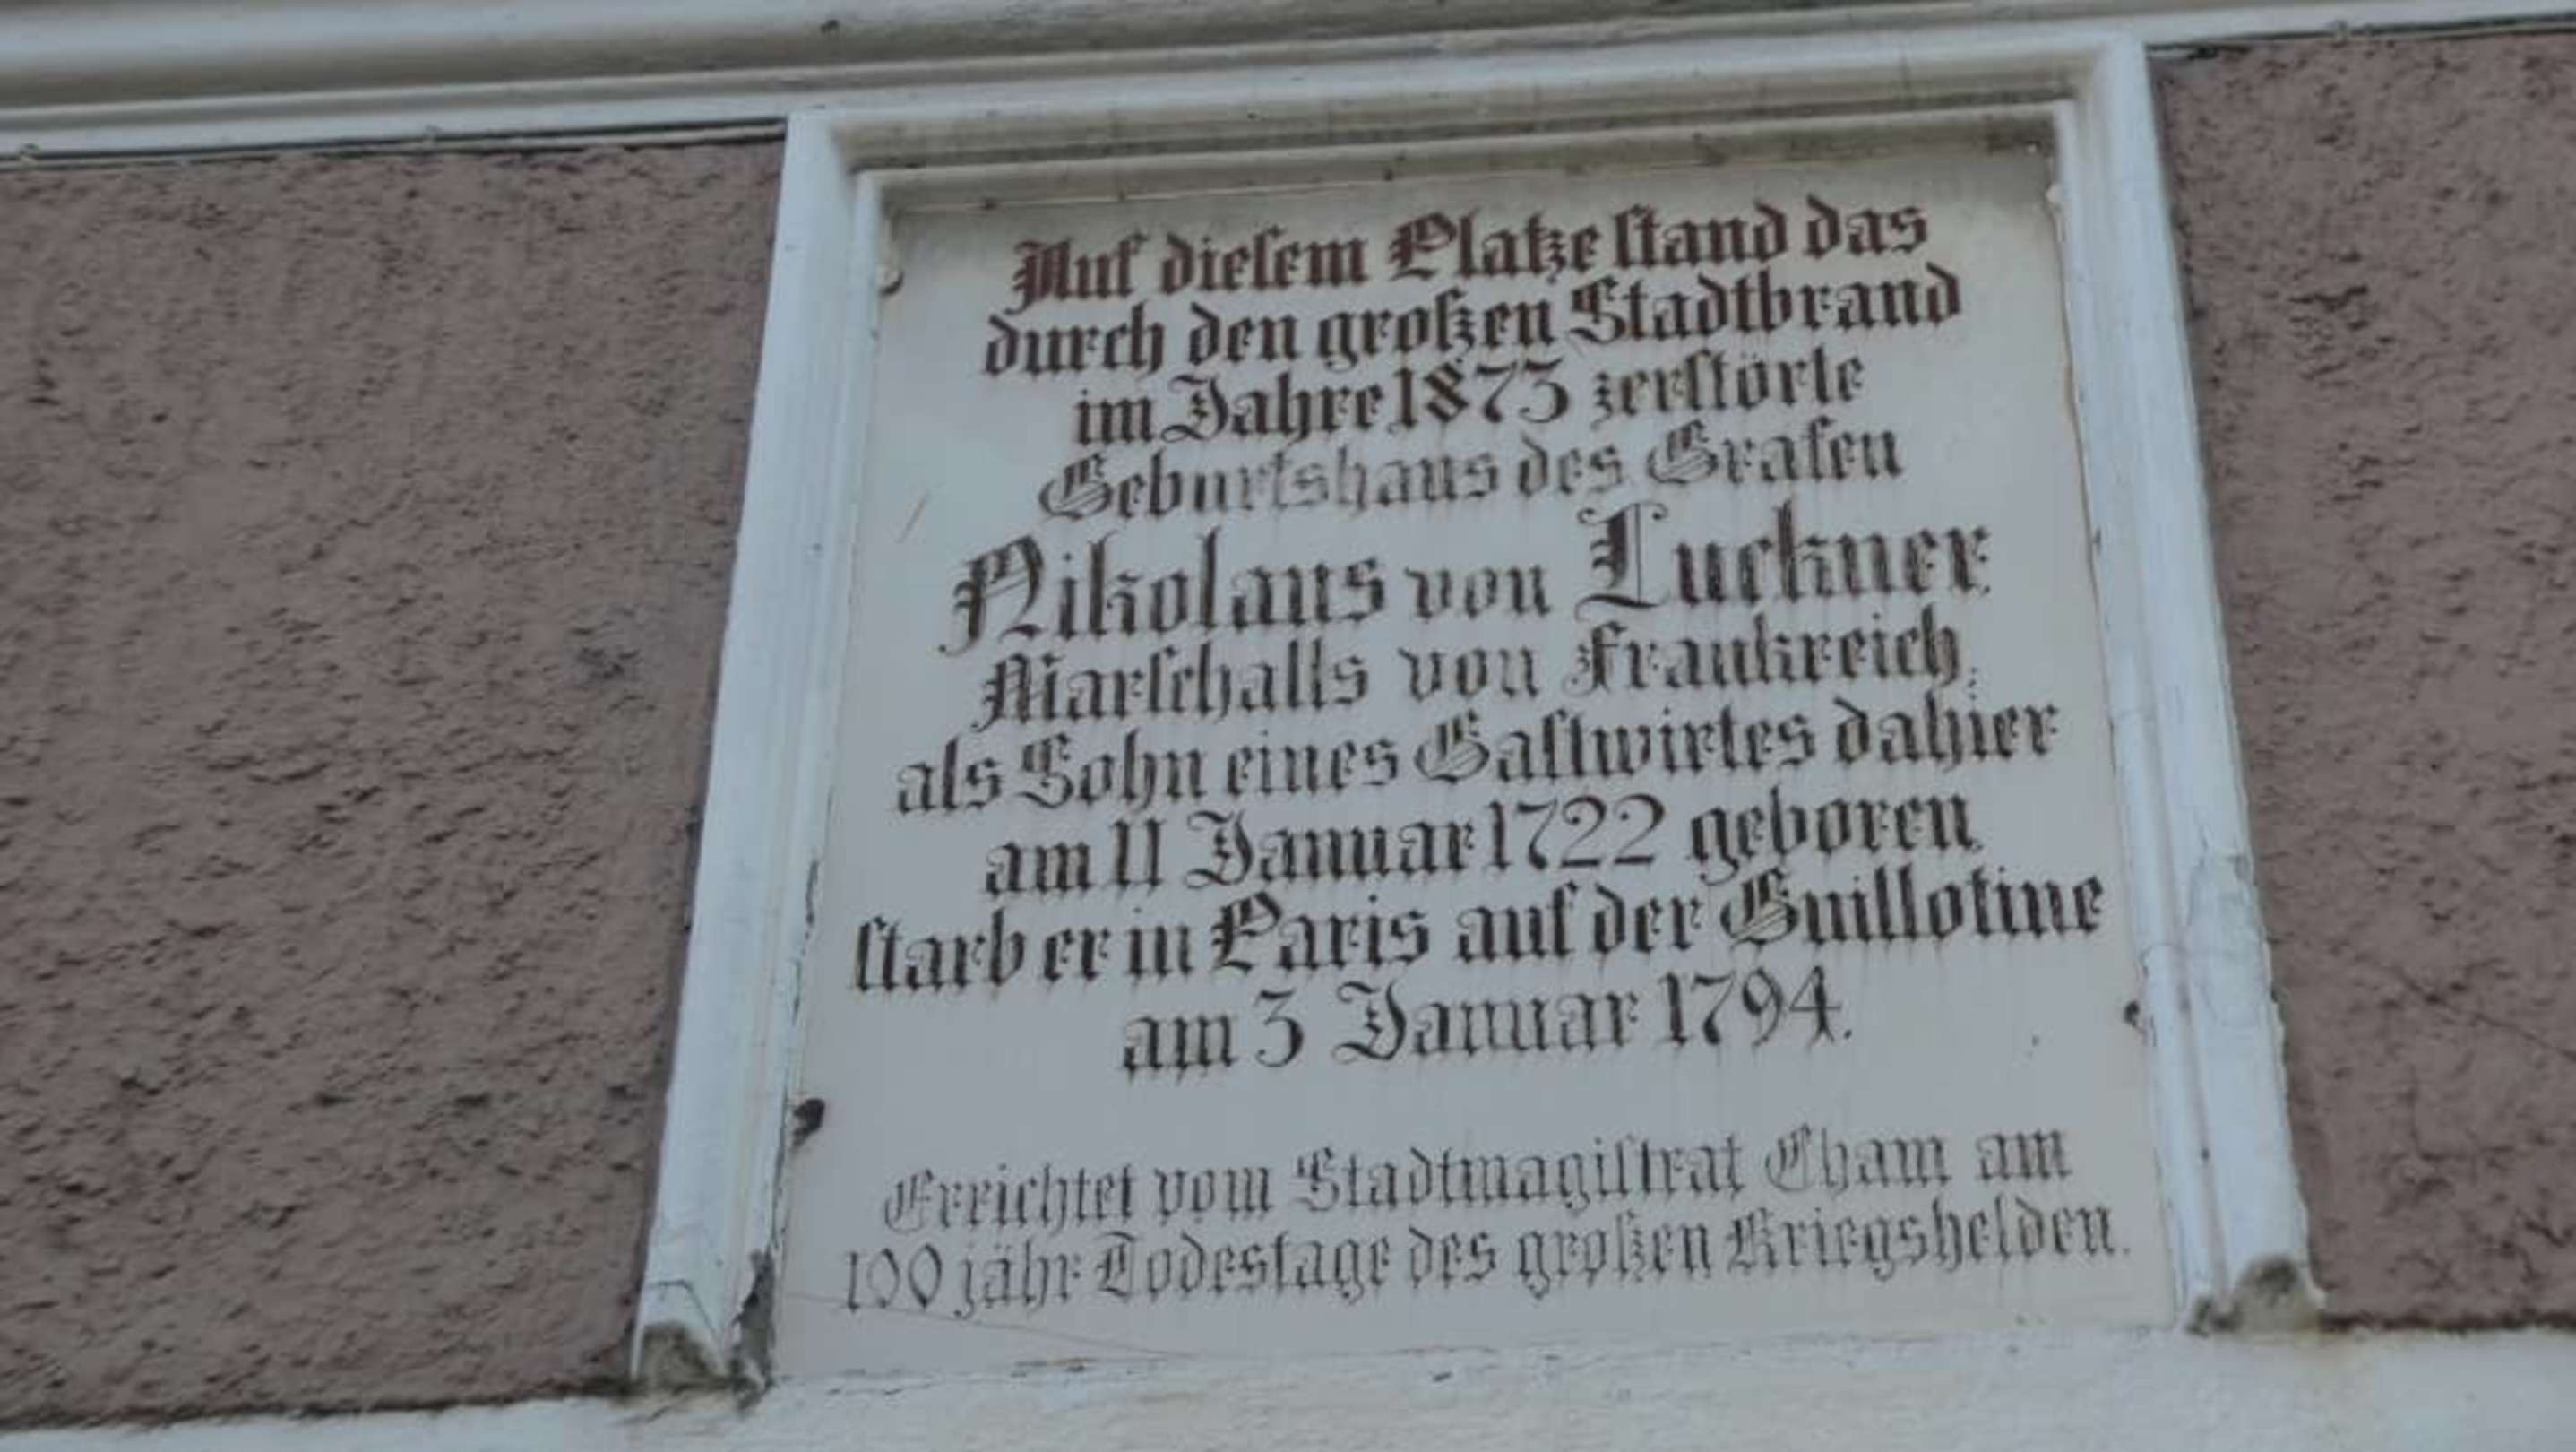 Auf diesem Platze stand das
durch den großen Stadtbrand
im Jahre 1873 zerstörte
Geburtshaus des Grafen
Nikolaus von Luckner,
Marschalls von Frankreich,
als Sohn eines Gastwirtes dahier
am 11 Januar 1722 geboren,
starb er in Paris auf der Guillotine
am 3 Januar 1794.
Errichtet vom Stadtmagistrat Cham am
100 jähr Todestage des großen Kriegshelden.